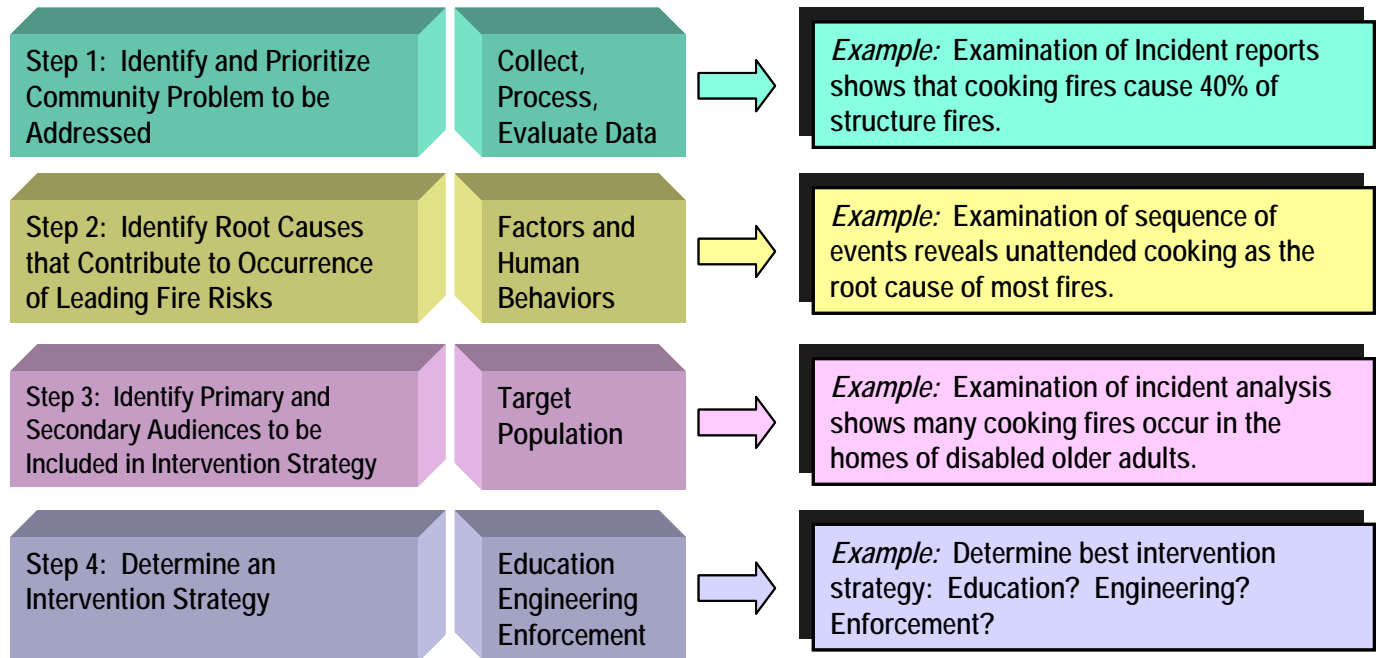 Step 1: Identify and Prioritize
Community Problem to be
Addressed
Collect,
Process,
Evaluate Data
Example: Examination of Incident reports
shows that cooking fires cause 40% of
structure fires.
Step 2: Identify Root Causes
that Contribute to Occurrence
of Leading Fire Risks
Factors and
Human
Behaviors
Example: Examination of sequence of
events reveals unattended cooking as the
root cause of most fires.
Step 3: Identify Primary and
Secondary Audiences to be
Included in Intervention Strategy
Target
Population
Example: Examination of incident analysis
shows many cooking fires occur in the
homes of disabled older adults.
Step 4: Determine an
Intervention Strategy
Education
Engineering
Enforcement
Example: Determine best intervention
strategy: Education? Engineering?
Enforcement?